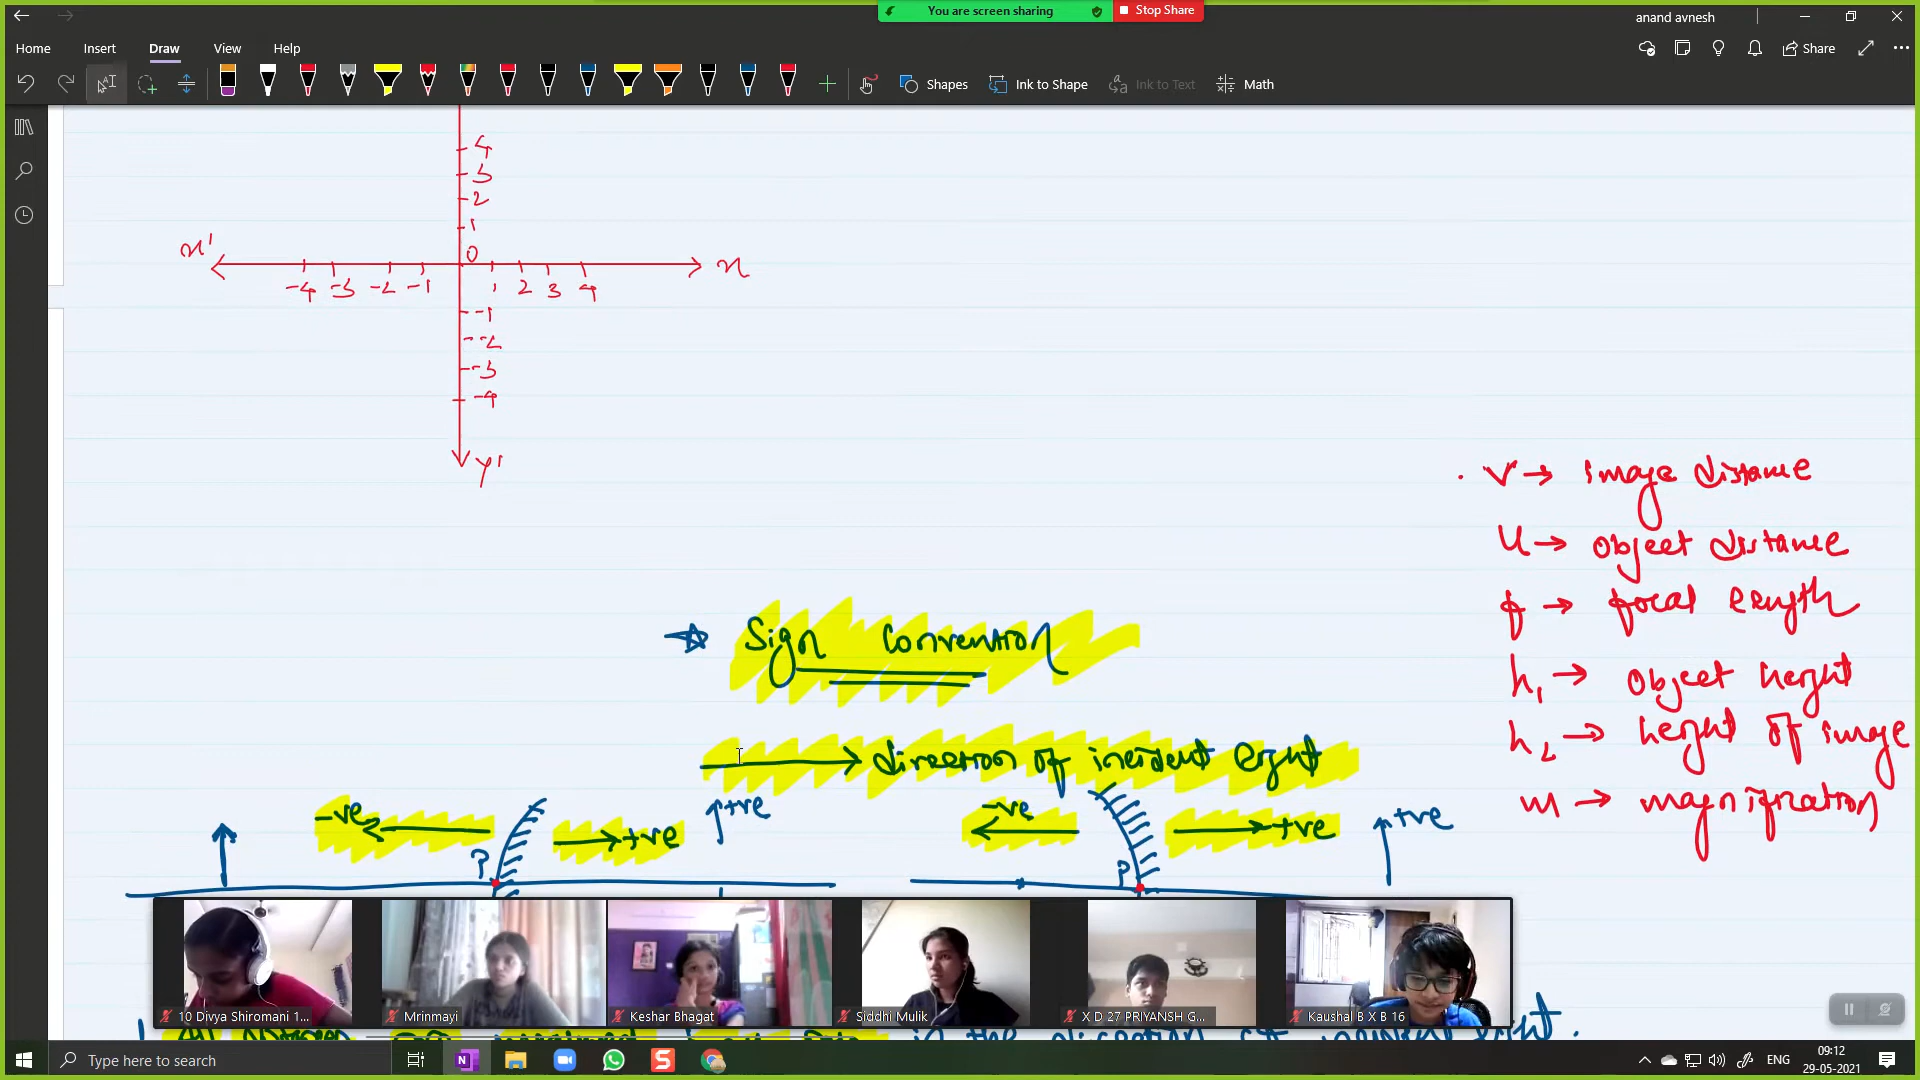 You are screen sharing
Stop Share
anand avnesh
Home Insert Draw View Help
Share
Shapes
Ink to Shape
Ink to Text
Math
4
3
2
1
0
x'
x
-4 -3 -2 -1 1 2 3 4
-1
-2
-3
-4
y'
v → image distance
u → object distance
f → focal length
h1 → object height
h2 → height of image
m → magnification
Sign convention
direction of incident light
-ve
+ve
+ve
-ve
+ve
+ve
P
P
10 Divya Shiromani 1...
Mrinmayi
Keshar Bhagat
Siddhi Mulik
X D 27 PRIYANSH G...
Kaushal B X B 16
in the direction of
Type here to search
ENG
09:12
29-05-2021